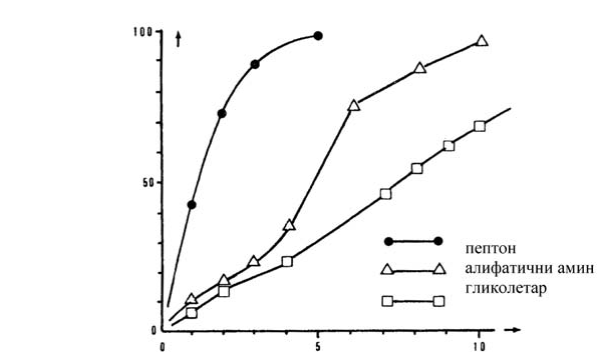 100
50
0
0 5 10
пептон
алифатични амин
гликолетар